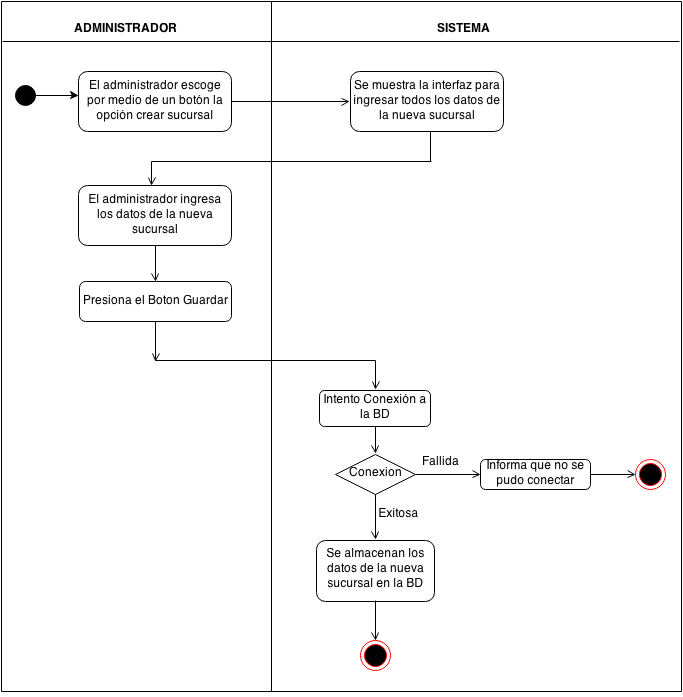 ADMINISTRADOR
SISTEMA
El administrador escoge
por medio de un botón la
opción crear sucursal
Se muestra la interfaz para
ingresar todos los datos de
la nueva sucursal
El administrador ingresa
los datos de la nueva
sucursal
Presiona el Boton Guardar
Intento Conexión a
la BD
Conexion
Fallida
Informa que no se
pudo conectar
Exitosa
Se almacenan los
datos de la nueva
sucursal en la BD